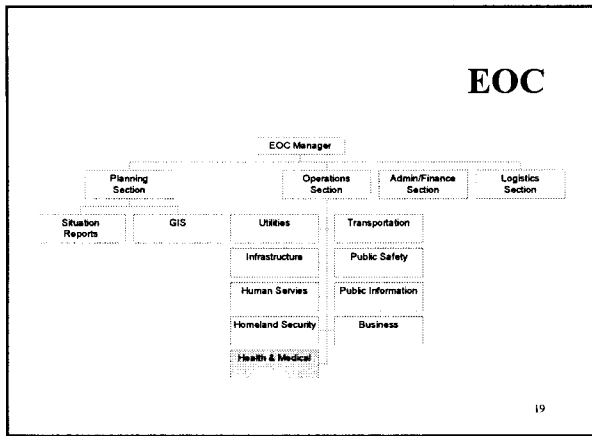 EOC
EOC Manager
Planning
Section
Operations
Section
Admin/Finance
Section
Logistics
Section
Situation
Reports
GIS
Utilities
Transportation
Infrastructure
Public Safety
Human Servies
Public Information
Homeland Security
Business
Health & Medical
19